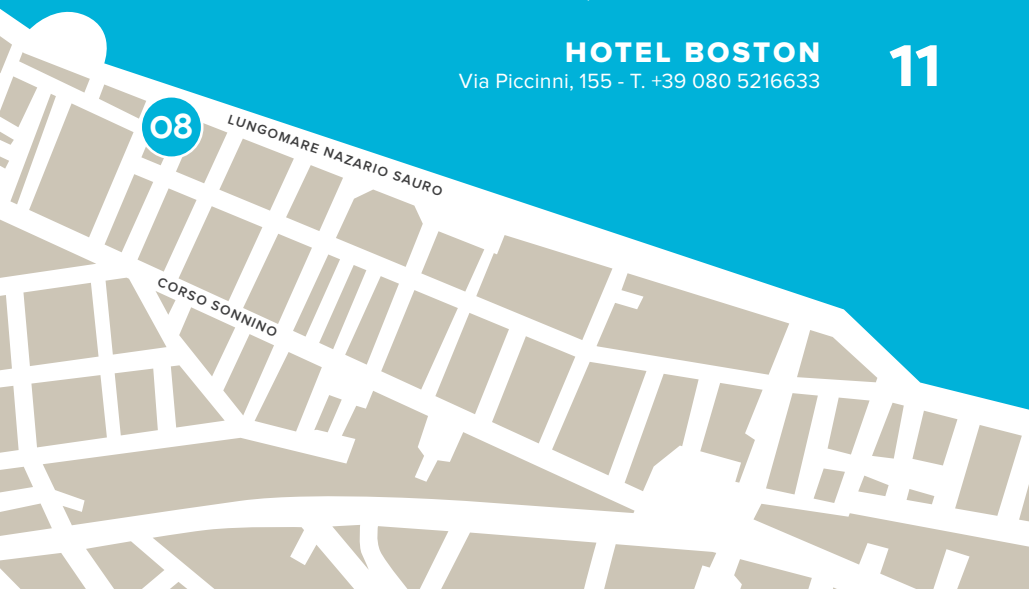 HOTEL BOSTON
Via Piccinni, 155 - T. +39 080 5216633
11
08
LUNGOMARE NAZARIO SAURO
CORSO SONNINO